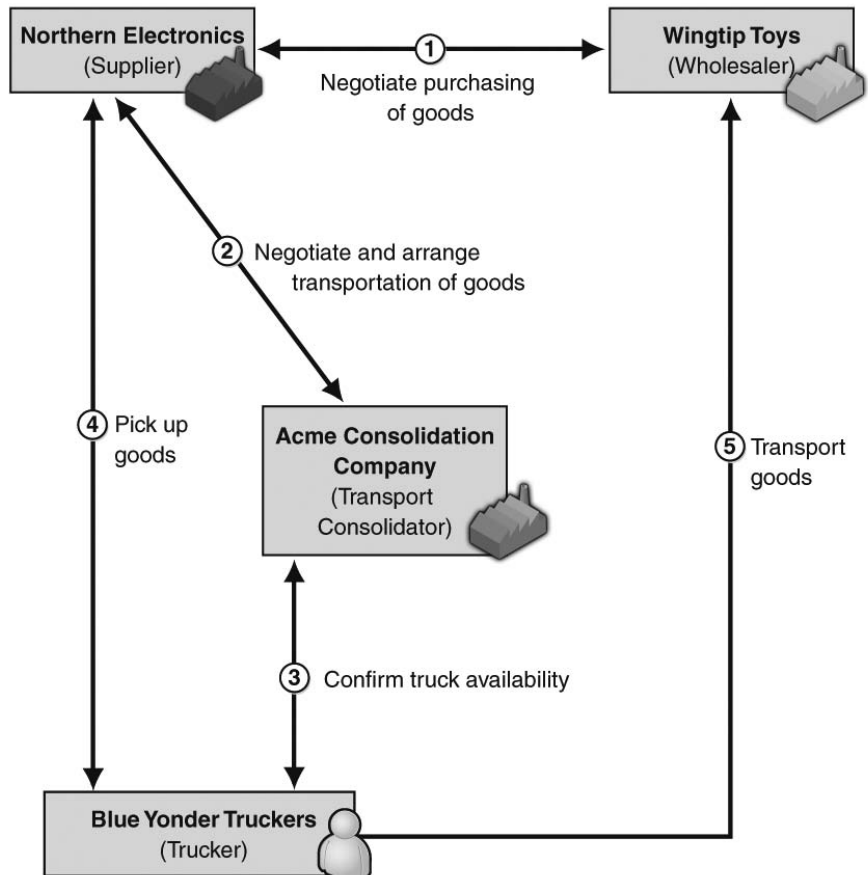 Northern Electronics
(Supplier)
1
Negotiate purchasing
of goods
Wingtip Toys
(Wholesaler)
2
Negotiate and arrange
transportation of goods
4
Pick up
goods
Acme Consolidation
Company
(Transport
Consolidator)
5
Transport
goods
3
Confirm truck availability
Blue Yonder Truckers
(Trucker)